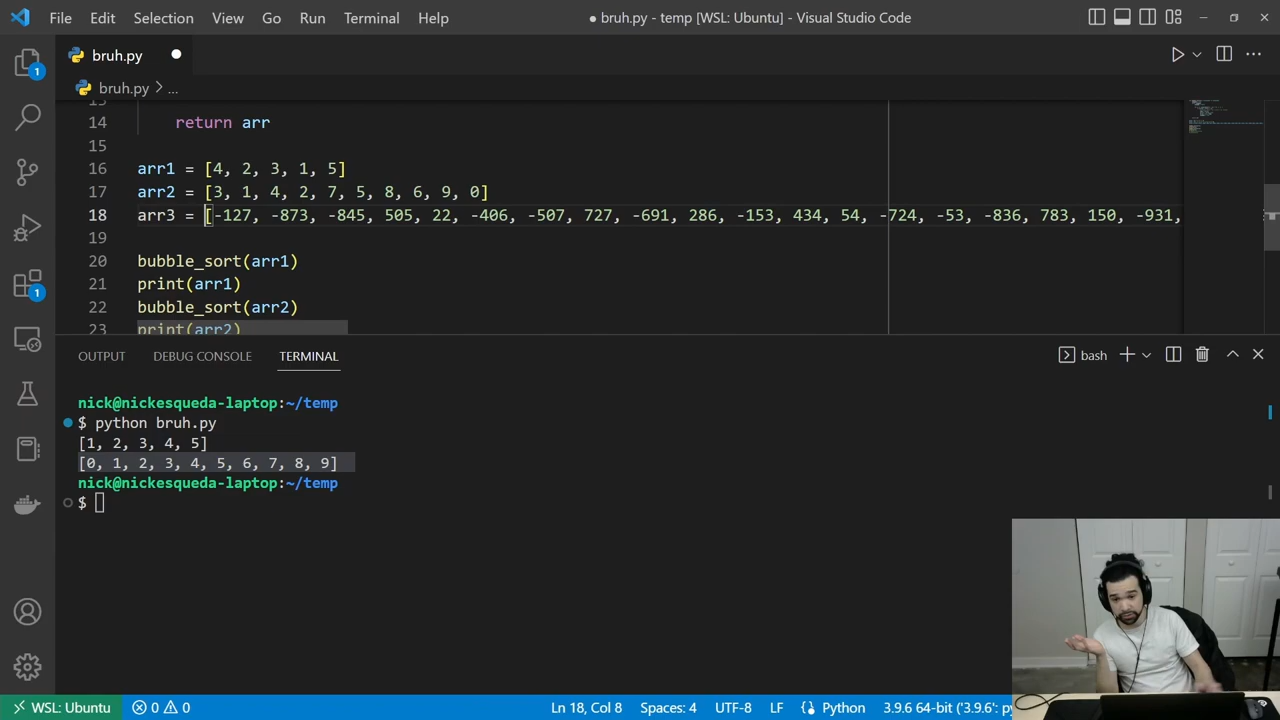 File Edit Selection View Go Run Terminal Help ● bruh.py - temp [WSL: Ubuntu] - Visual Studio Code
bruh.py
bruh.py > ...
14 return arr
15
16 arr1 = [4, 2, 3, 1, 5]
17 arr2 = [3, 1, 4, 2, 7, 5, 8, 6, 9, 0]
18 arr3 = [-127, -873, -845, 505, 22, -406, -507, 727, -691, 286, -153, 434, 54, -724, -53, -836, 783, 150, -931,
19
20 bubble_sort(arr1)
21 print(arr1)
22 bubble_sort(arr2)
23 print(arr2)
OUTPUT DEBUG CONSOLE TERMINAL bash
nick@nickesqueda-laptop:~/temp
$ python bruh.py
[1, 2, 3, 4, 5]
[0, 1, 2, 3, 4, 5, 6, 7, 8, 9]
nick@nickesqueda-laptop:~/temp
$
1
1
WSL: Ubuntu 0 0 Ln 18, Col 8 Spaces: 4 UTF-8 LF Python 3.9.6 64-bit ('3.9.6': py